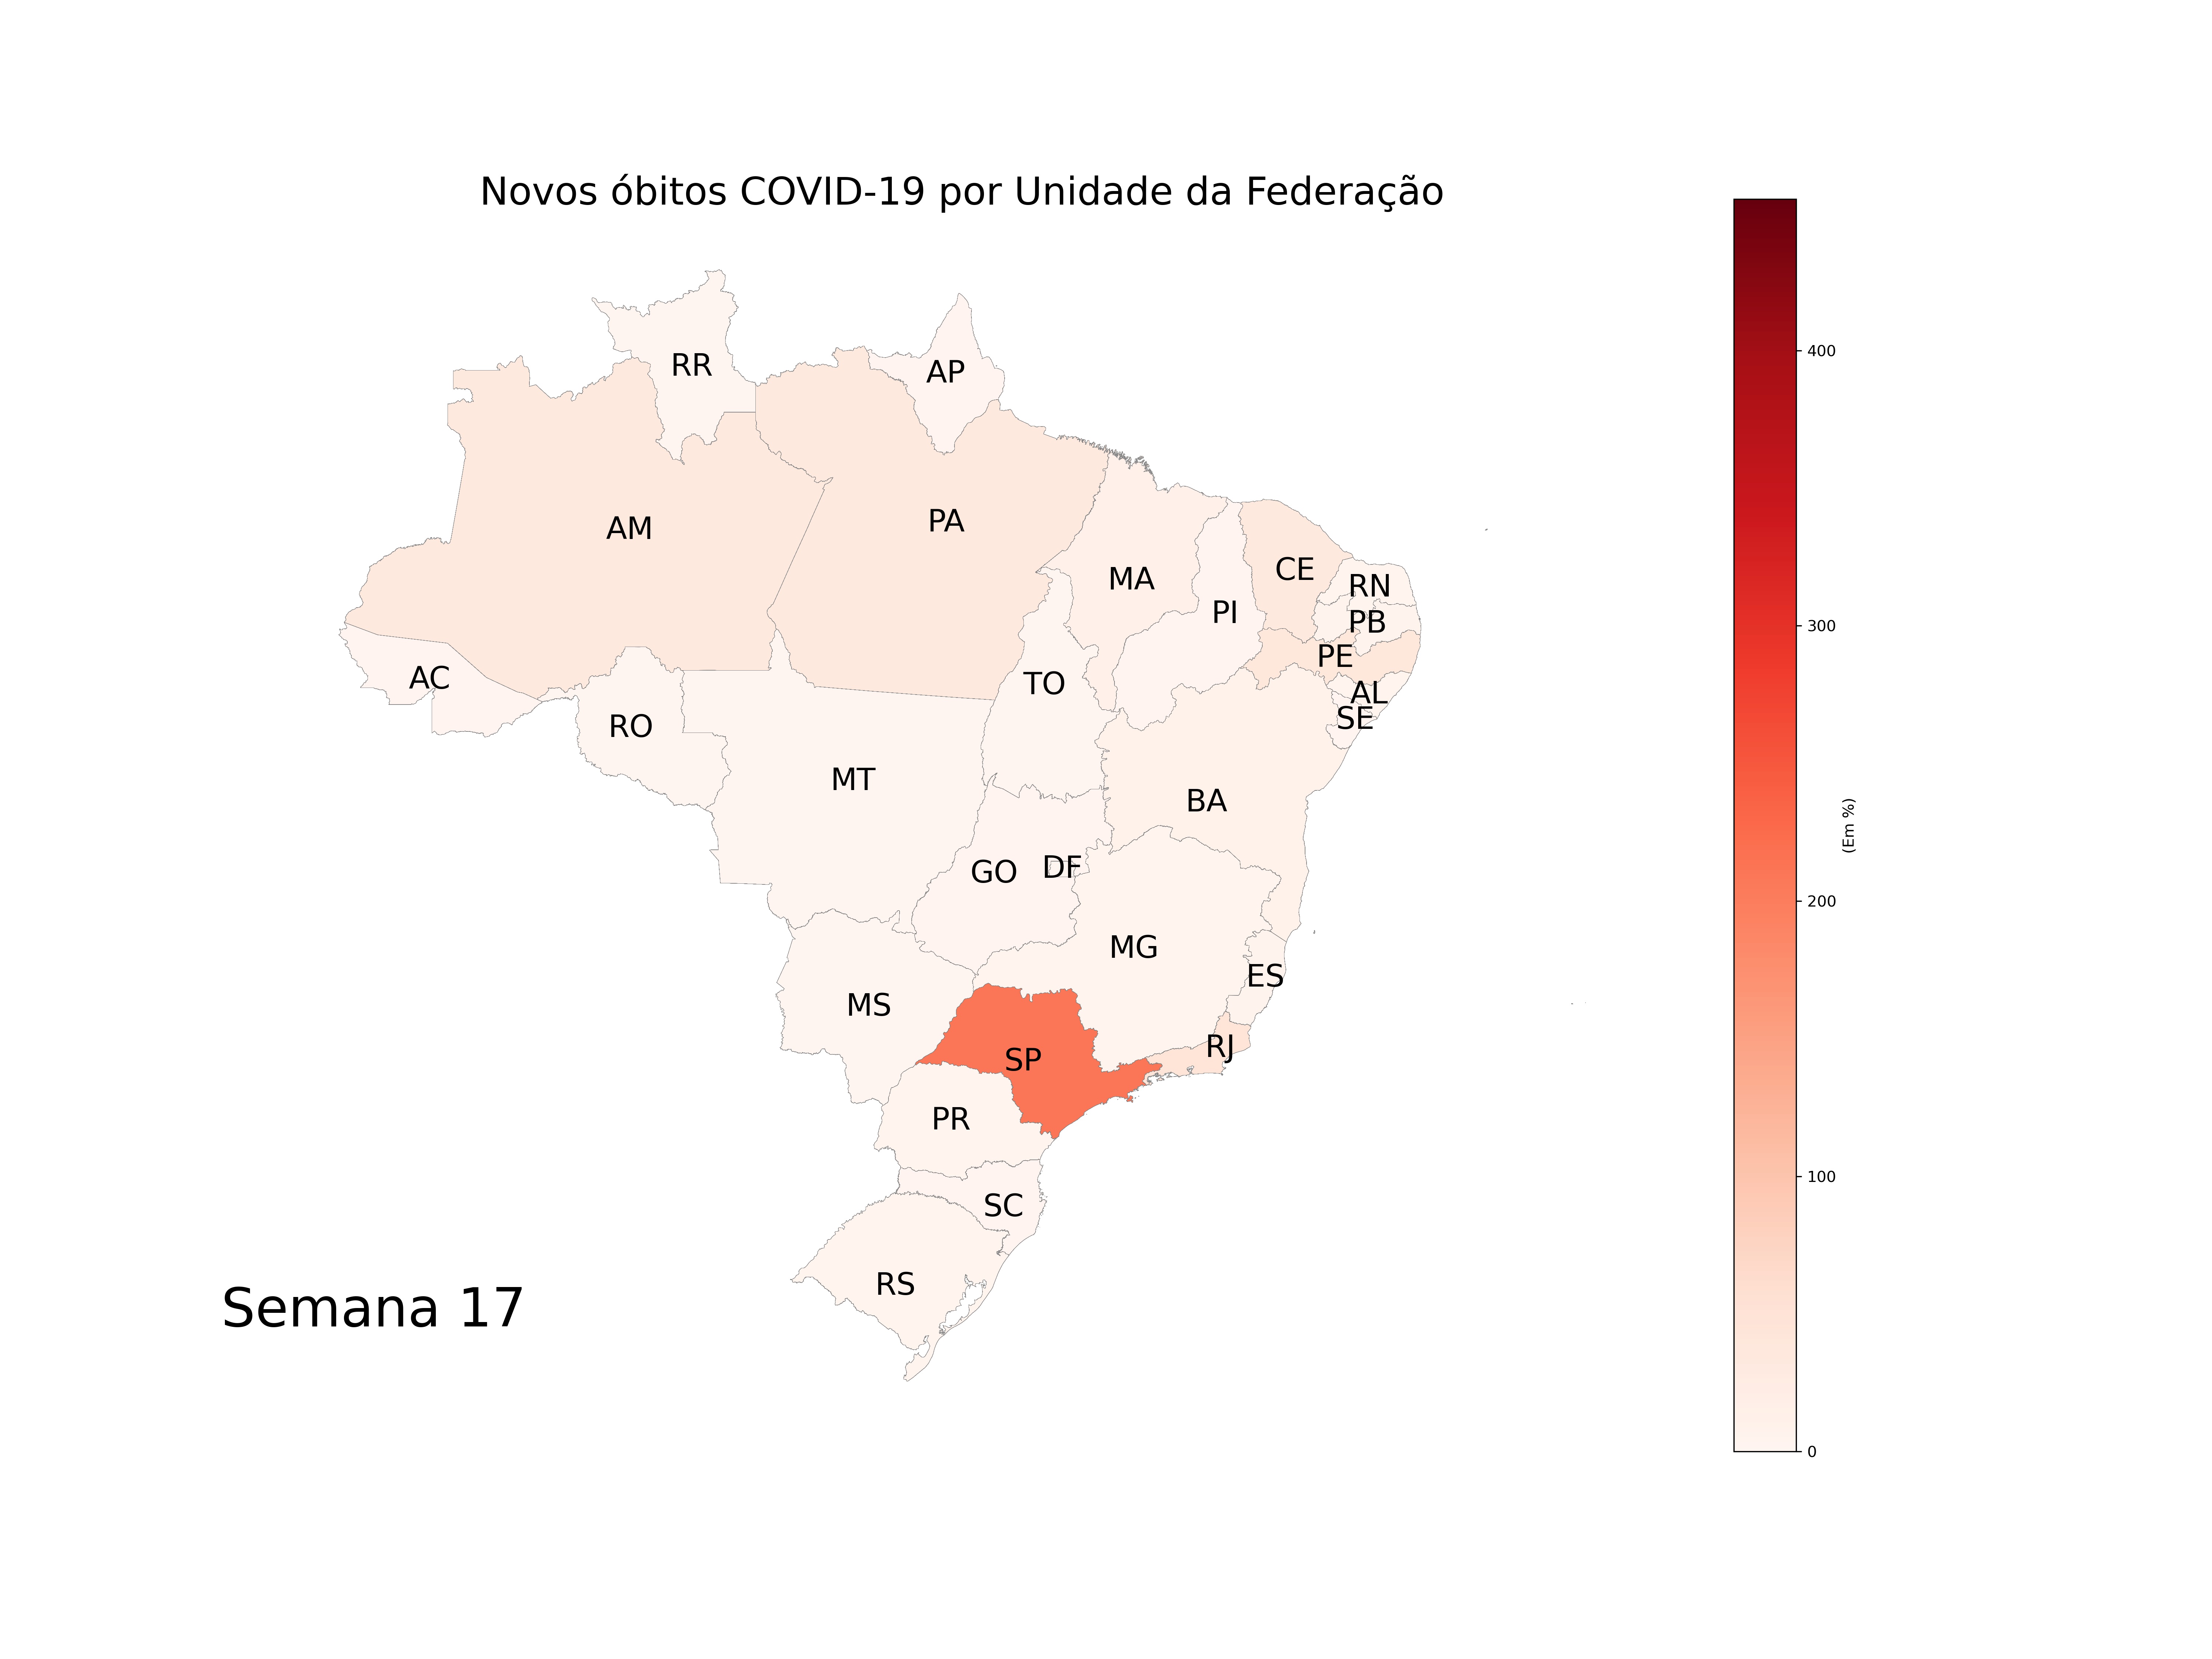 Novos óbitos COVID-19 por Unidade da Federação
RR
AP
AM
PA
MA
CE
RN
PI
PB
PE
AC
TO
AL
RO
SE
MT
BA
GO
DF
MG
ES
MS
RJ
SP
PR
SC
RS
Semana 17
400
300
(Em %)
200
100
0